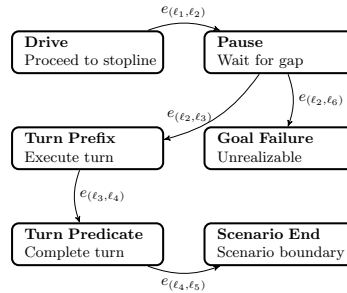 e(ℓ1,ℓ2)
Drive
Proceed to stopline
Pause
Wait for gap
e(ℓ2,ℓ3)
e(ℓ2,ℓ6)
Turn Prefix
Execute turn
Goal Failure
Unrealizable
e(ℓ3,ℓ4)
Turn Predicate
Complete turn
Scenario End
Scenario boundary
e(ℓ4,ℓ5)